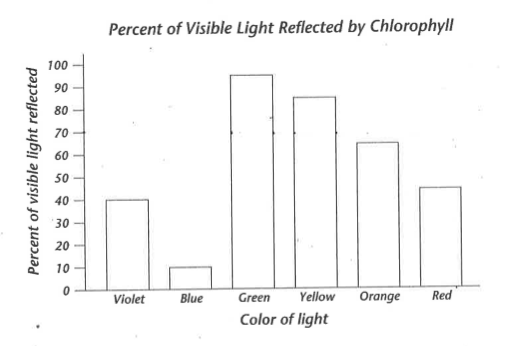 Percent of Visible Light Reflected by Chlorophyll
Percent of visible light reflected
100
90
80
70
60
50
40
30
20
10
0
Violet Blue Green Yellow Orange Red
Color of light